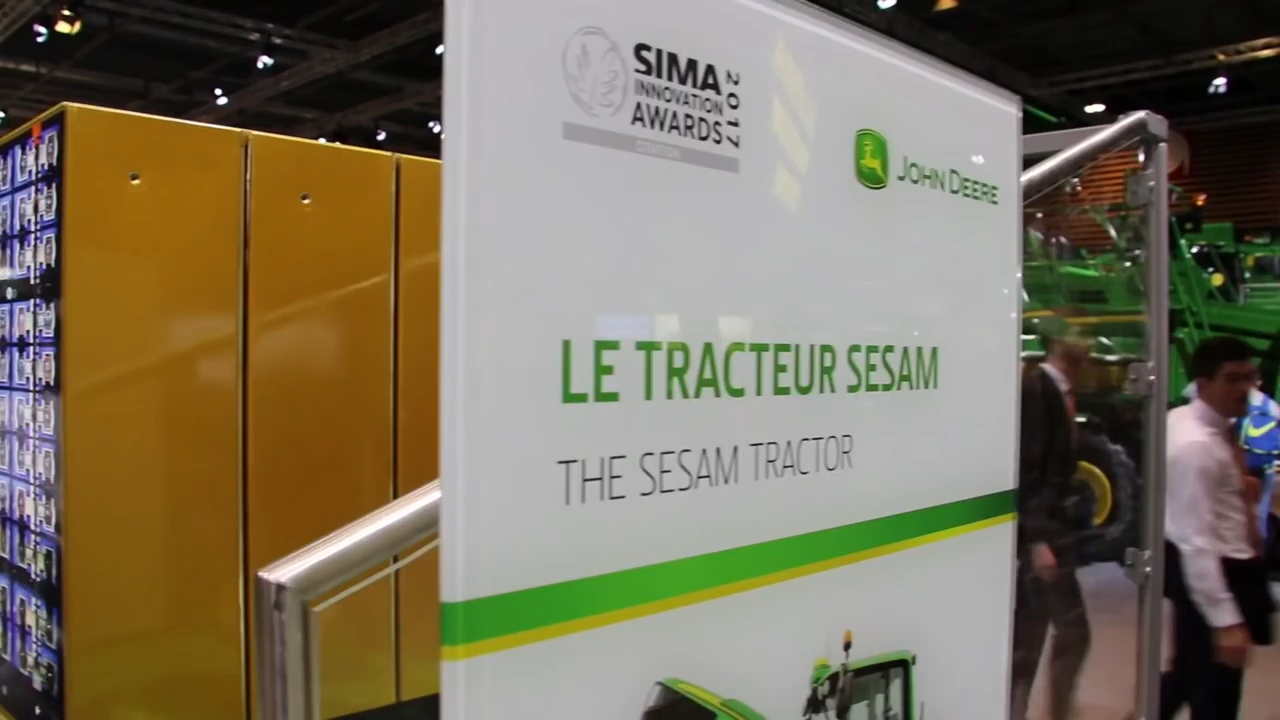 SIMA
INNOVATION
AWARDS
2017
JOHN DEERE
LE TRACTEUR SESAM
THE SESAM TRACTOR